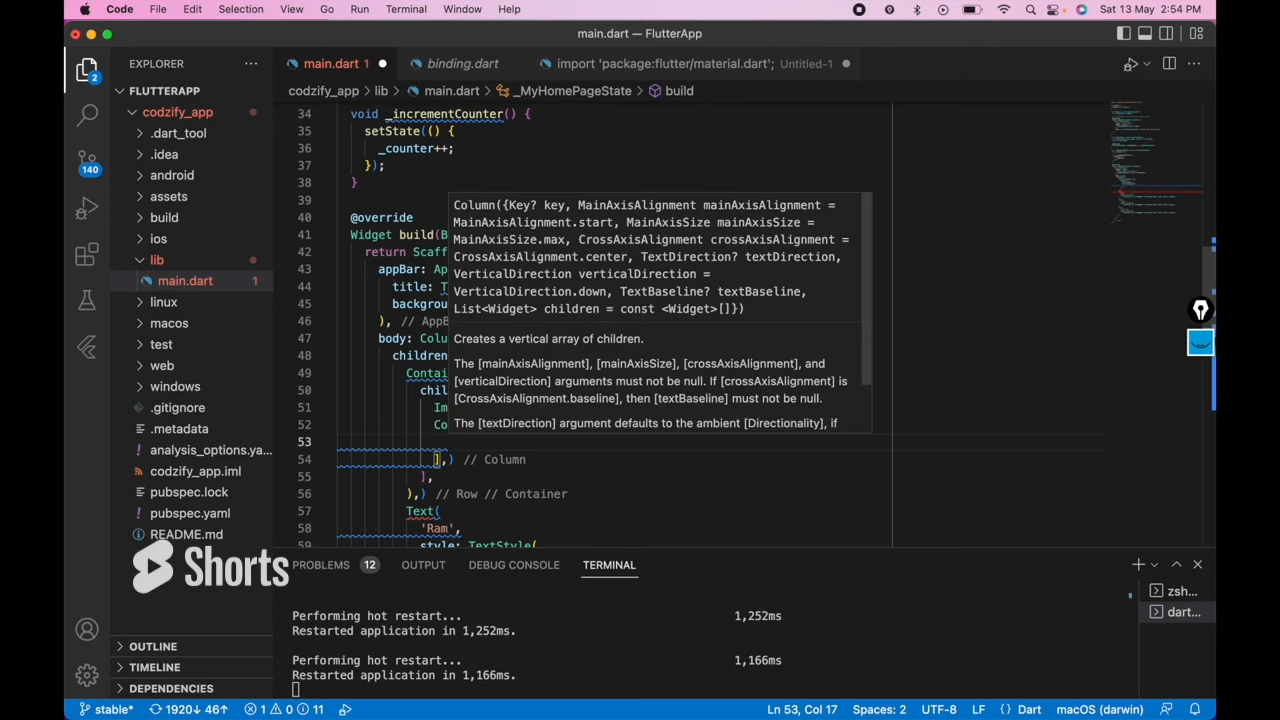 Code File Edit Selection View Go Run Terminal Window Help Sat 13 May 2:54 PM
main.dart — FlutterApp
EXPLORER
main.dart 1
binding.dart
import 'package:flutter/material.dart'; Untitled-1
codzify_app > lib > main.dart > _MyHomePageState > build
FLUTTERAPP
codzify_app
.dart_tool
.idea
android
assets
build
ios
lib
main.dart 1
linux
macos
test
web
windows
.gitignore
.metadata
analysis_options.ya...
codzify_app.iml
pubspec.lock
pubspec.yaml
README.md
OUTLINE
TIMELINE
DEPENDENCIES
2
140
34 void _incrementCounter() {
35 setState(() {
36 _counter++;
37 });
38 }
39
40 @override
41 Widget build(B
42 return Scaff
43 appBar: Ap
44 title: T
45 backgrou
46 ), // AppB
47 body: Colu
48 children
49 Contai
50 chil
51 Im
52 Co
53
54 ],) // Column
55 ],
56 ),) // Row // Container
57 Text(
58 'Ram',
59 style: TextStyle(
Column({Key? key, MainAxisAlignment mainAxisAlignment =
MainAxisAlignment.start, MainAxisSize mainAxisSize =
MainAxisSize.max, CrossAxisAlignment crossAxisAlignment =
CrossAxisAlignment.center, TextDirection? textDirection,
VerticalDirection verticalDirection =
VerticalDirection.down, TextBaseline? textBaseline,
List<Widget> children = const <Widget>[]})
Creates a vertical array of children.
The [mainAxisAlignment], [mainAxisSize], [crossAxisAlignment], and
[verticalDirection] arguments must not be null. If [crossAxisAlignment] is
[CrossAxisAlignment.baseline], then [textBaseline] must not be null.
The [textDirection] argument defaults to the ambient [Directionality], if
Shorts
PROBLEMS 12 OUTPUT DEBUG CONSOLE TERMINAL
Performing hot restart... 1,252ms
Restarted application in 1,252ms.
Performing hot restart... 1,166ms
Restarted application in 1,166ms.
zsh...
dart...
stable* 1920↓ 46↑ 1 0 11 Ln 53, Col 17 Spaces: 2 UTF-8 LF {} Dart macOS (darwin)